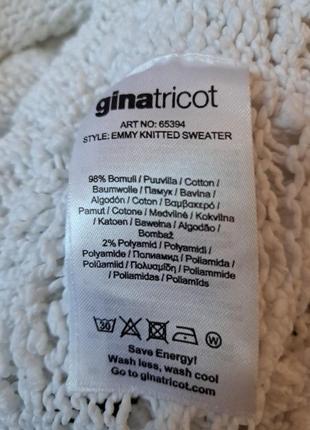 ginatricot
ART NO: 65394
STYLE: EMMY KNITTED SWEATER
98% Bomull / Puuvilla / Cotton /
Baumwolle / Памук / Bavlna /
Algodón / Coton / Βαμβακερό /
Pamut / Cotone / Medvilnė / Kokvilna
/ Katoen / Bawełna / Algodão /
Bombaž
2% Polyamid / Polyamidi /
Polyamide / Полиамид / Poliamida /
Polüamiid / Πολυαμίδη / Poliammide
/ Poliamidas / Poliamīds
30 W
Save Energy!
Wash less, wash cool
Go to ginatricot.com